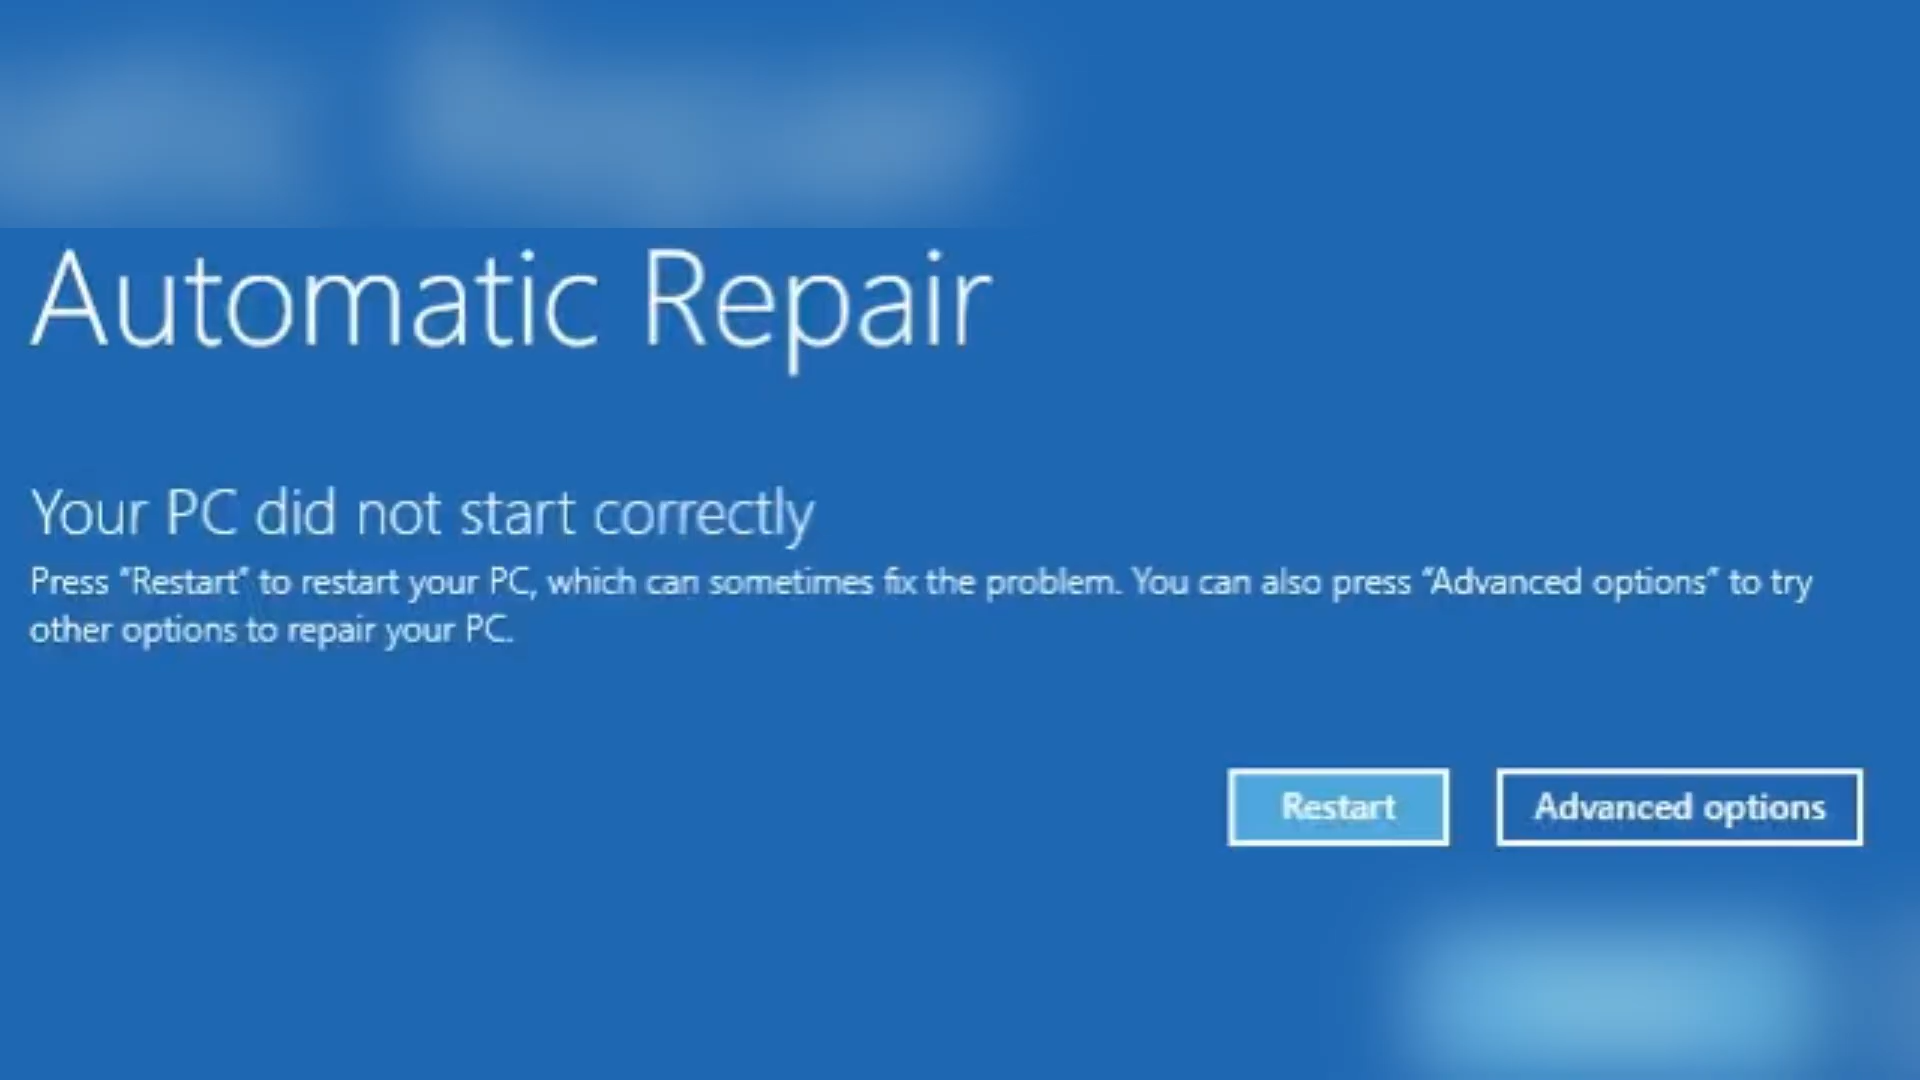 Automatic Repair
Your PC did not start correctly
Press “Restart” to restart your PC, which can sometimes fix the problem. You can also press “Advanced options” to try
other options to repair your PC.
Restart
Advanced options